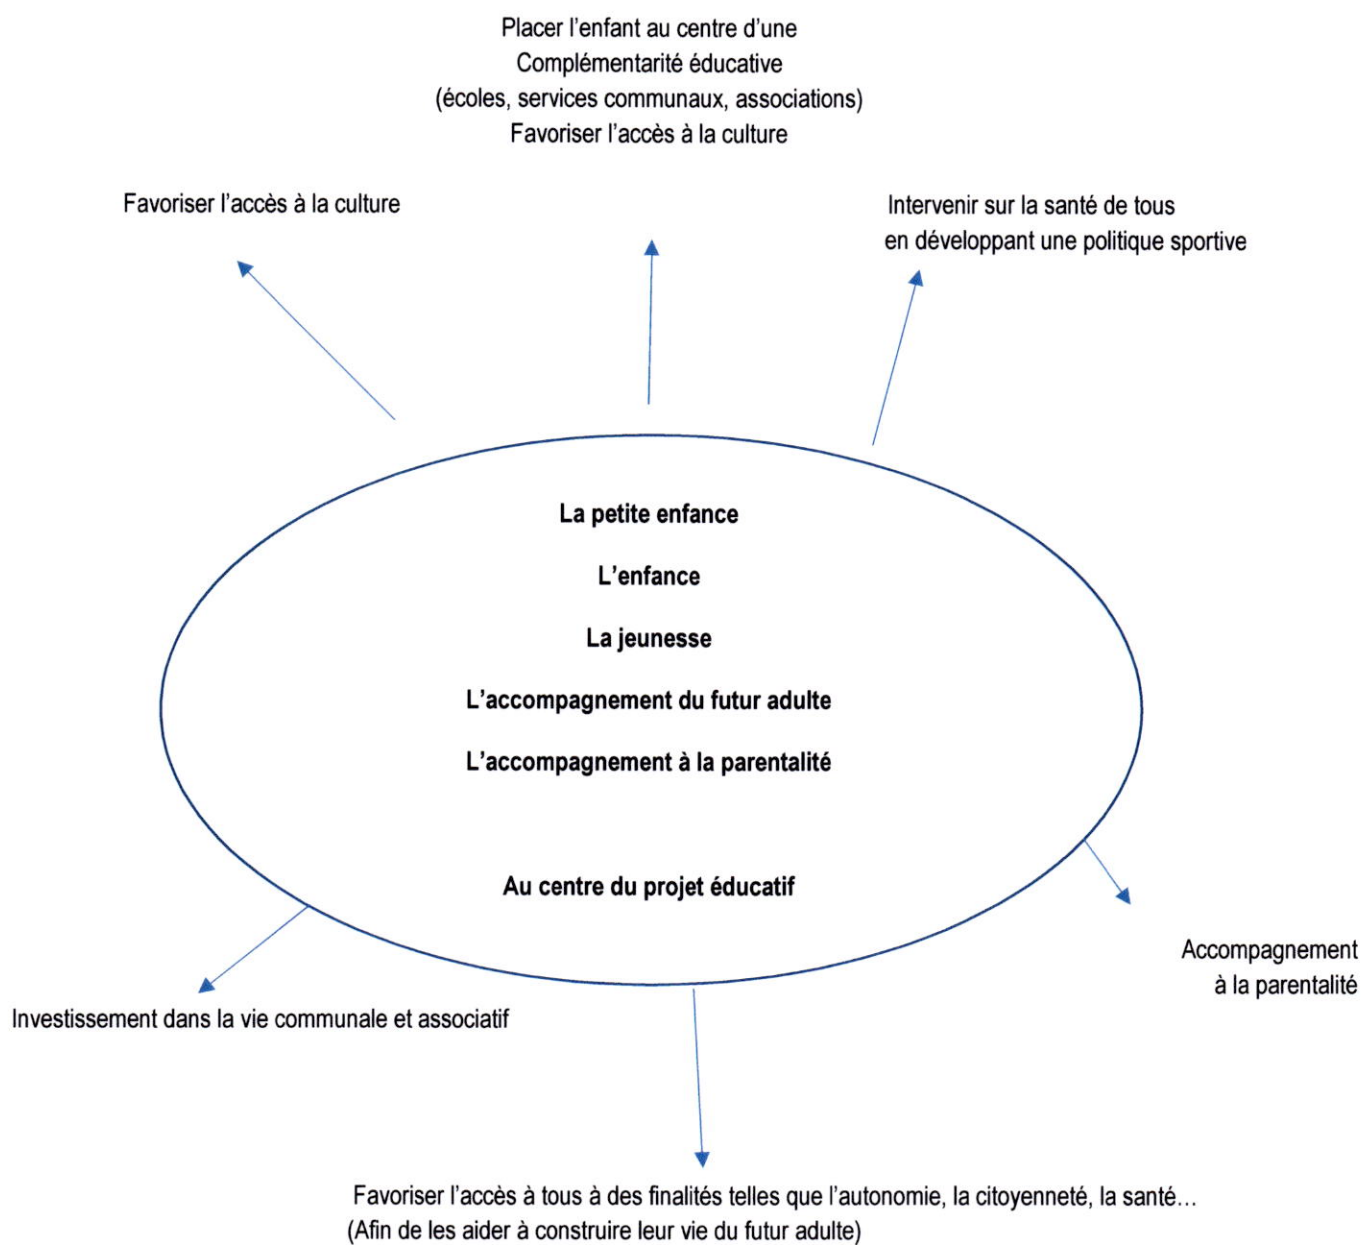 Placer l’enfant au centre d’une
Complémentarité éducative
(écoles, services communaux, associations)
Favoriser l’accès à la culture
Favoriser l’accès à la culture
Intervenir sur la santé de tous
en développant une politique sportive
La petite enfance
L’enfance
La jeunesse
L’accompagnement du futur adulte
L’accompagnement à la parentalité
Au centre du projet éducatif
Accompagnement
à la parentalité
Investissement dans la vie communale et associatif
Favoriser l’accès à tous à des finalités telles que l’autonomie, la citoyenneté, la santé…
(Afin de les aider à construire leur vie du futur adulte)